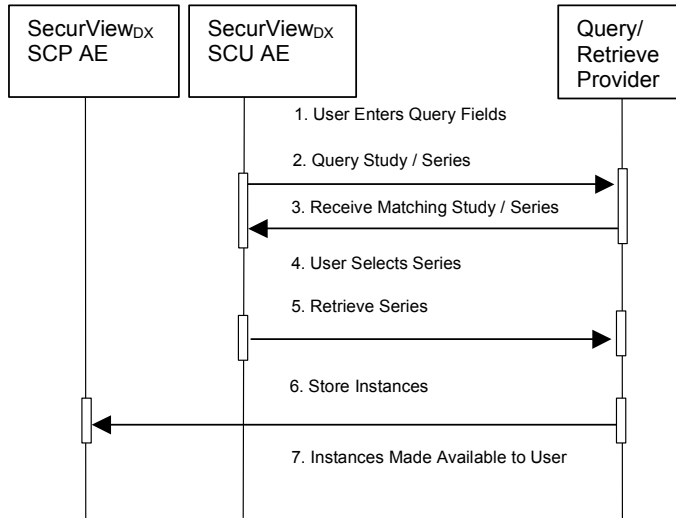 SecurViewDX
SCP AE
SecurViewDX
SCU AE
Query/
Retrieve
Provider
1. User Enters Query Fields
2. Query Study / Series
3. Receive Matching Study / Series
4. User Selects Series
5. Retrieve Series
6. Store Instances
7. Instances Made Available to User